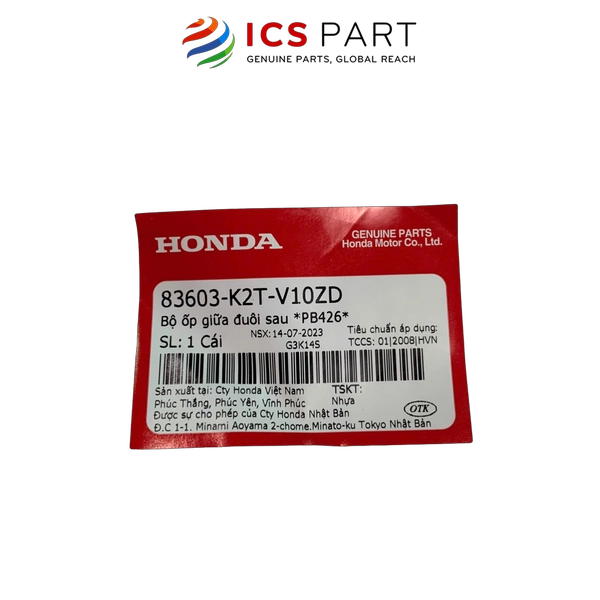 ICS PART
GENUINE PARTS, GLOBAL REACH
HONDA
GENUINE PARTS
Honda Motor Co., Ltd.
83603-K2T-V10ZD
Bộ ốp giữa đuôi sau *PB426*
SL: 1 Cái
NSX: 14-07-2023
G3K14S
Tiêu chuẩn áp dụng:
TCCS: 01|2008|HVN
Sản xuất tại: Cty Honda Việt Nam
Phúc Thắng, Phúc Yên, Vĩnh Phúc
TSKT:
Nhựa
Được sự cho phép của Cty Honda Nhật Bản
Đ.C 1-1. Minami Aoyama 2-chome.Minato-ku Tokyo Nhật Bản
OTK